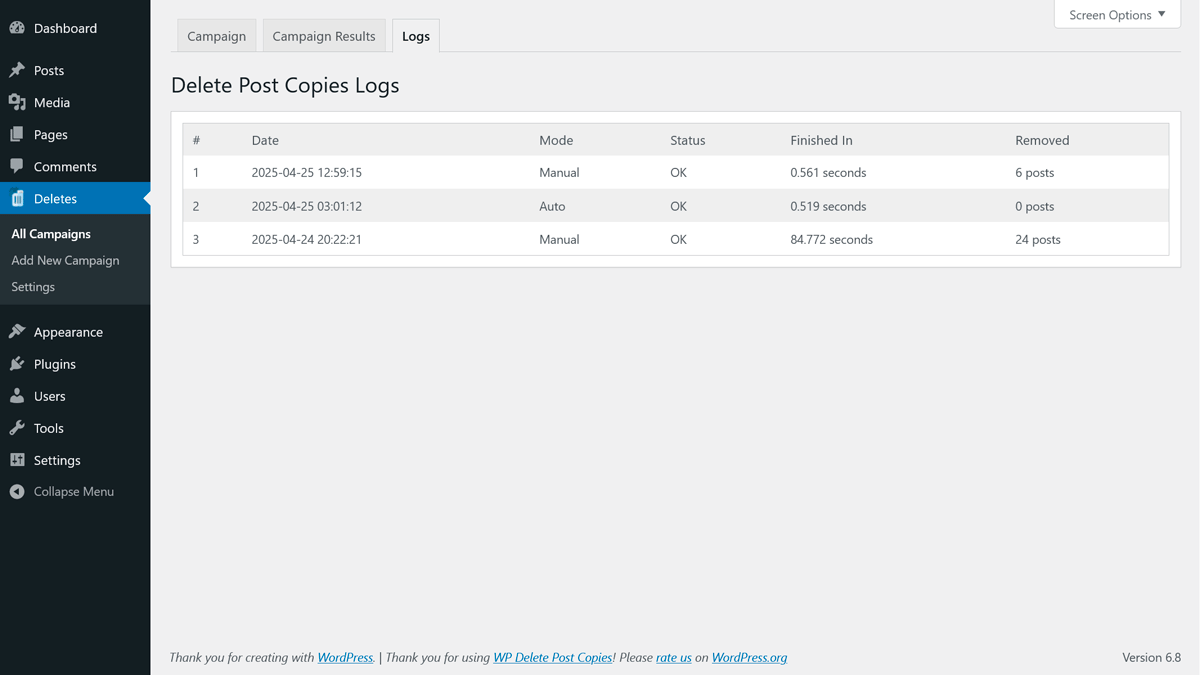 Dashboard
Posts
Media
Pages
Comments
Deletes
All Campaigns
Add New Campaign
Settings
Appearance
Plugins
Users
Tools
Settings
Collapse Menu
Screen Options
Campaign Campaign Results Logs
Delete Post Copies Logs
# Date Mode Status Finished In Removed
1 2025-04-25 12:59:15 Manual OK 0.561 seconds 6 posts
2 2025-04-25 03:01:12 Auto OK 0.519 seconds 0 posts
3 2025-04-24 20:22:21 Manual OK 84.772 seconds 24 posts
Thank you for creating with WordPress. | Thank you for using WP Delete Post Copies! Please rate us on WordPress.org Version 6.8